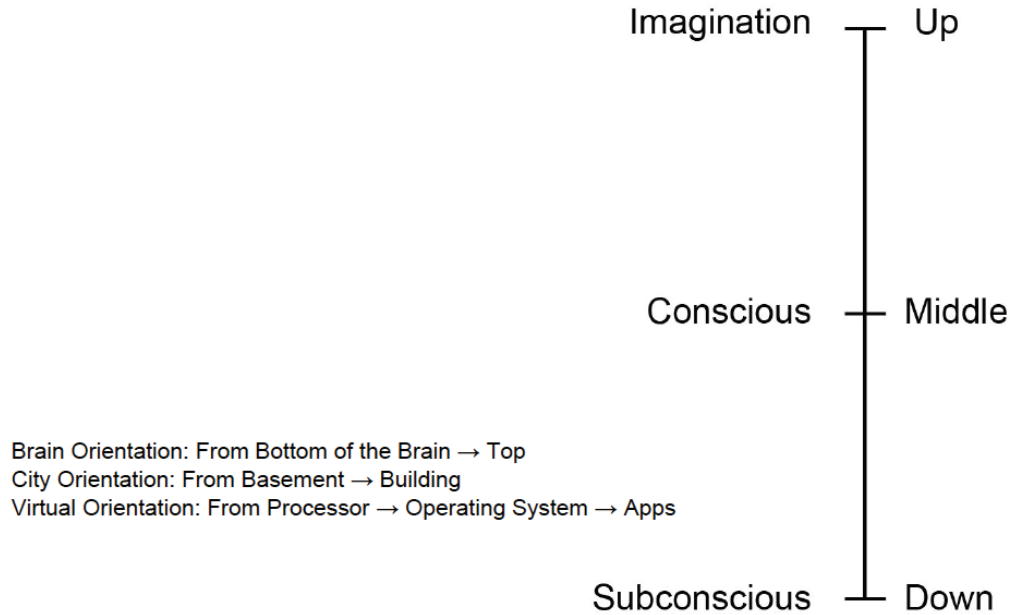 Imagination Up
Conscious Middle
Brain Orientation: From Bottom of the Brain → Top
City Orientation: From Basement → Building
Virtual Orientation: From Processor → Operating System → Apps
Subconscious Down